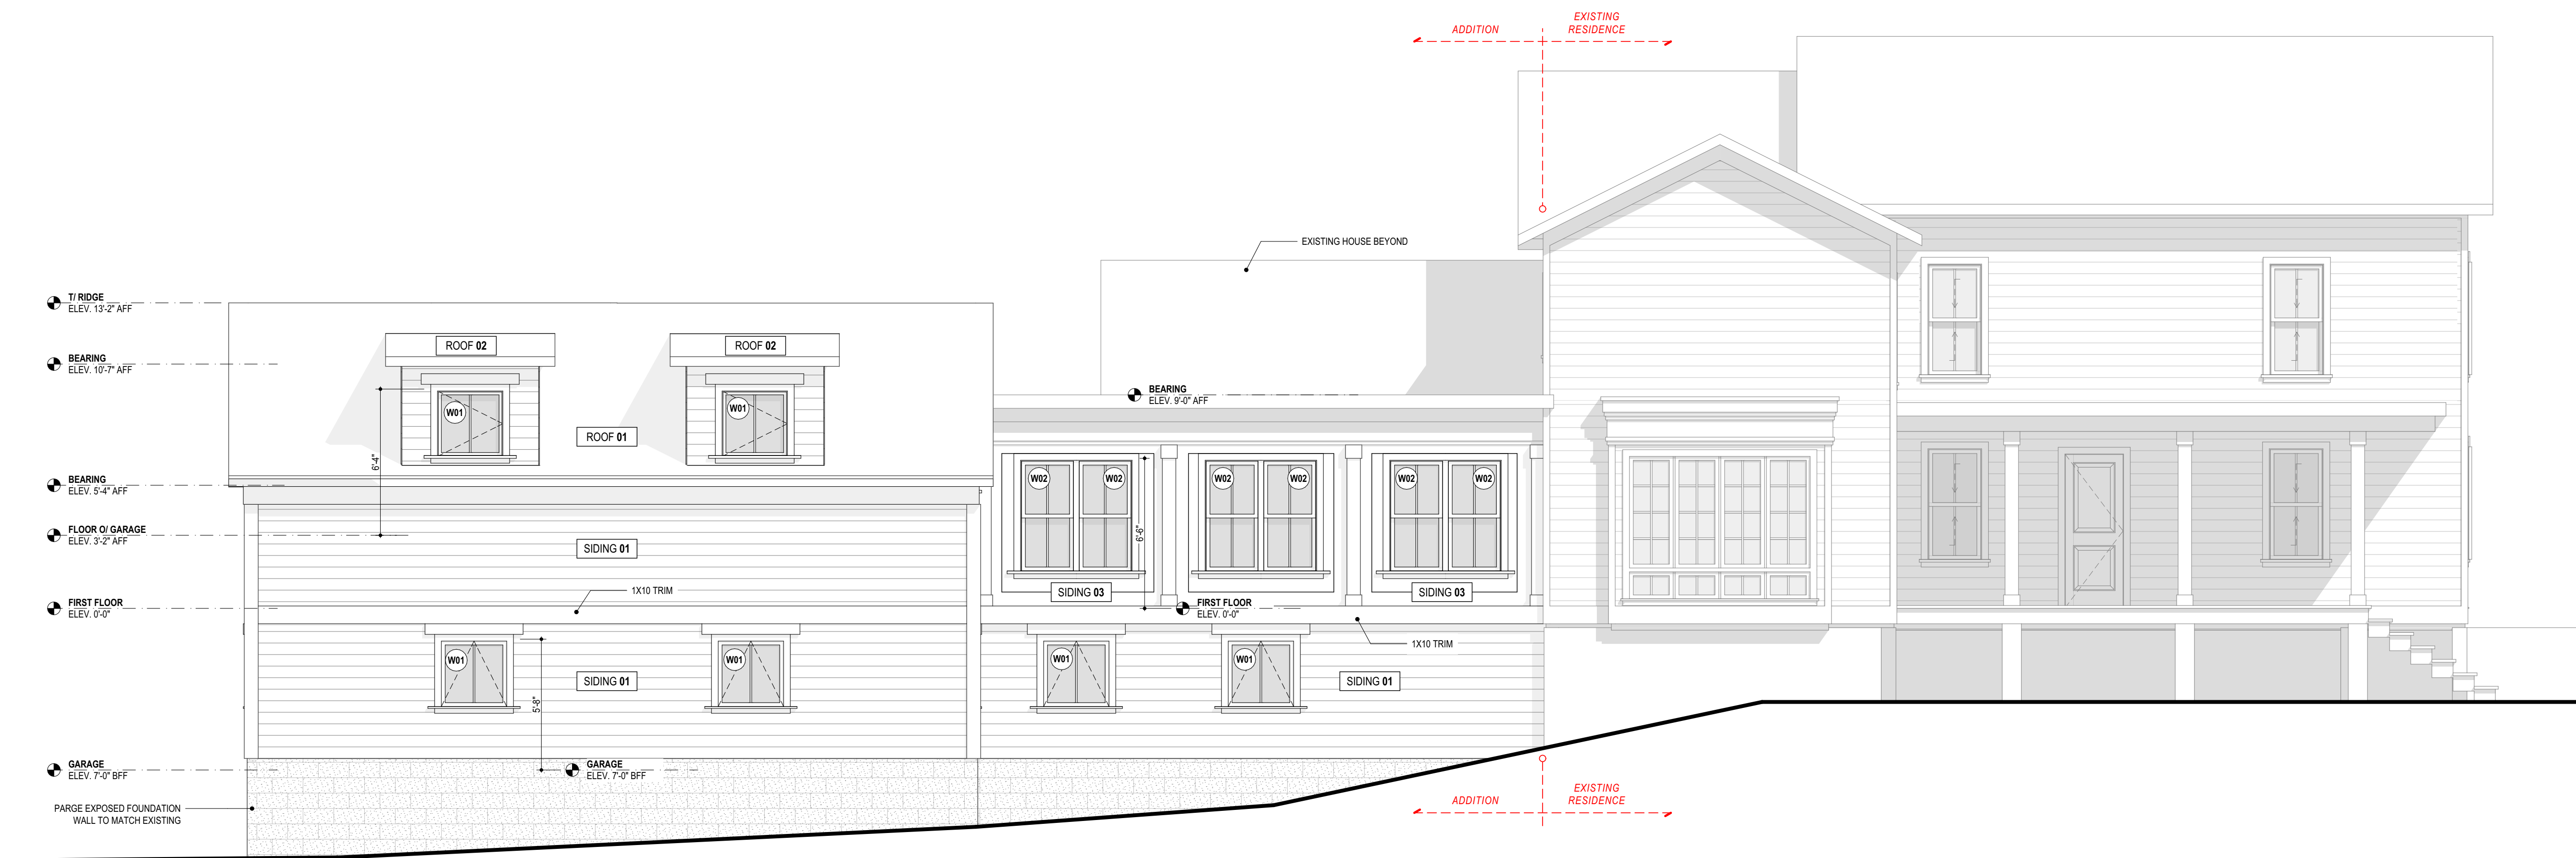 EXISTING
ADDITION
RESIDENCE
EXISTING HOUSE BEYOND
T/ RIDGE
ELEV. 13'-2" AFF
ROOF 02
ROOF 02
BEARING
ELEV. 10'-7" AFF
BEARING
ELEV. 9'-0" AFF
W01
W01
ROOF 01
6'-4"
BEARING
ELEV. 5'-4" AFF
W02
W02
W02
W02
W02
W02
FLOOR O/ GARAGE
ELEV. 3'-2" AFF
6'-6"
SIDING 01
1X10 TRIM
SIDING 03
SIDING 03
FIRST FLOOR
ELEV. 0'-0"
FIRST FLOOR
ELEV. 0'-0"
1X10 TRIM
W01
W01
W01
W01
SIDING 01
SIDING 01
5'-8"
GARAGE
ELEV. 7'-0" BFF
GARAGE
ELEV. 7'-0" BFF
PARGE EXPOSED FOUNDATION
WALL TO MATCH EXISTING
EXISTING
ADDITION
RESIDENCE